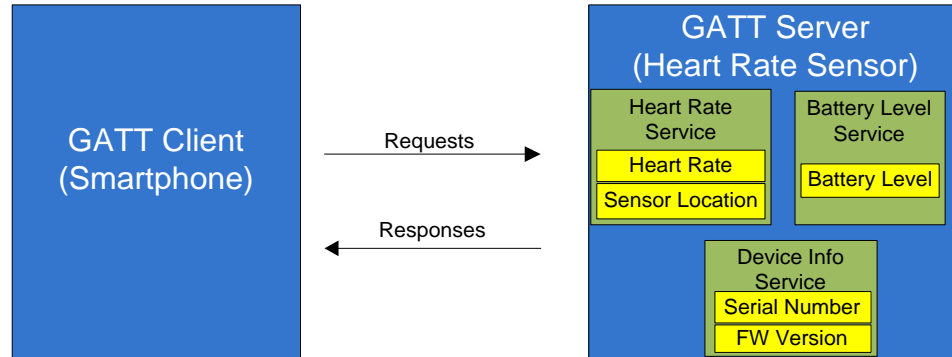 GATT Client
(Smartphone)
Requests
Responses
GATT Server
(Heart Rate Sensor)
Heart Rate
Service
Heart Rate
Sensor Location
Battery Level
Service
Battery Level
Device Info
Service
Serial Number
FW Version